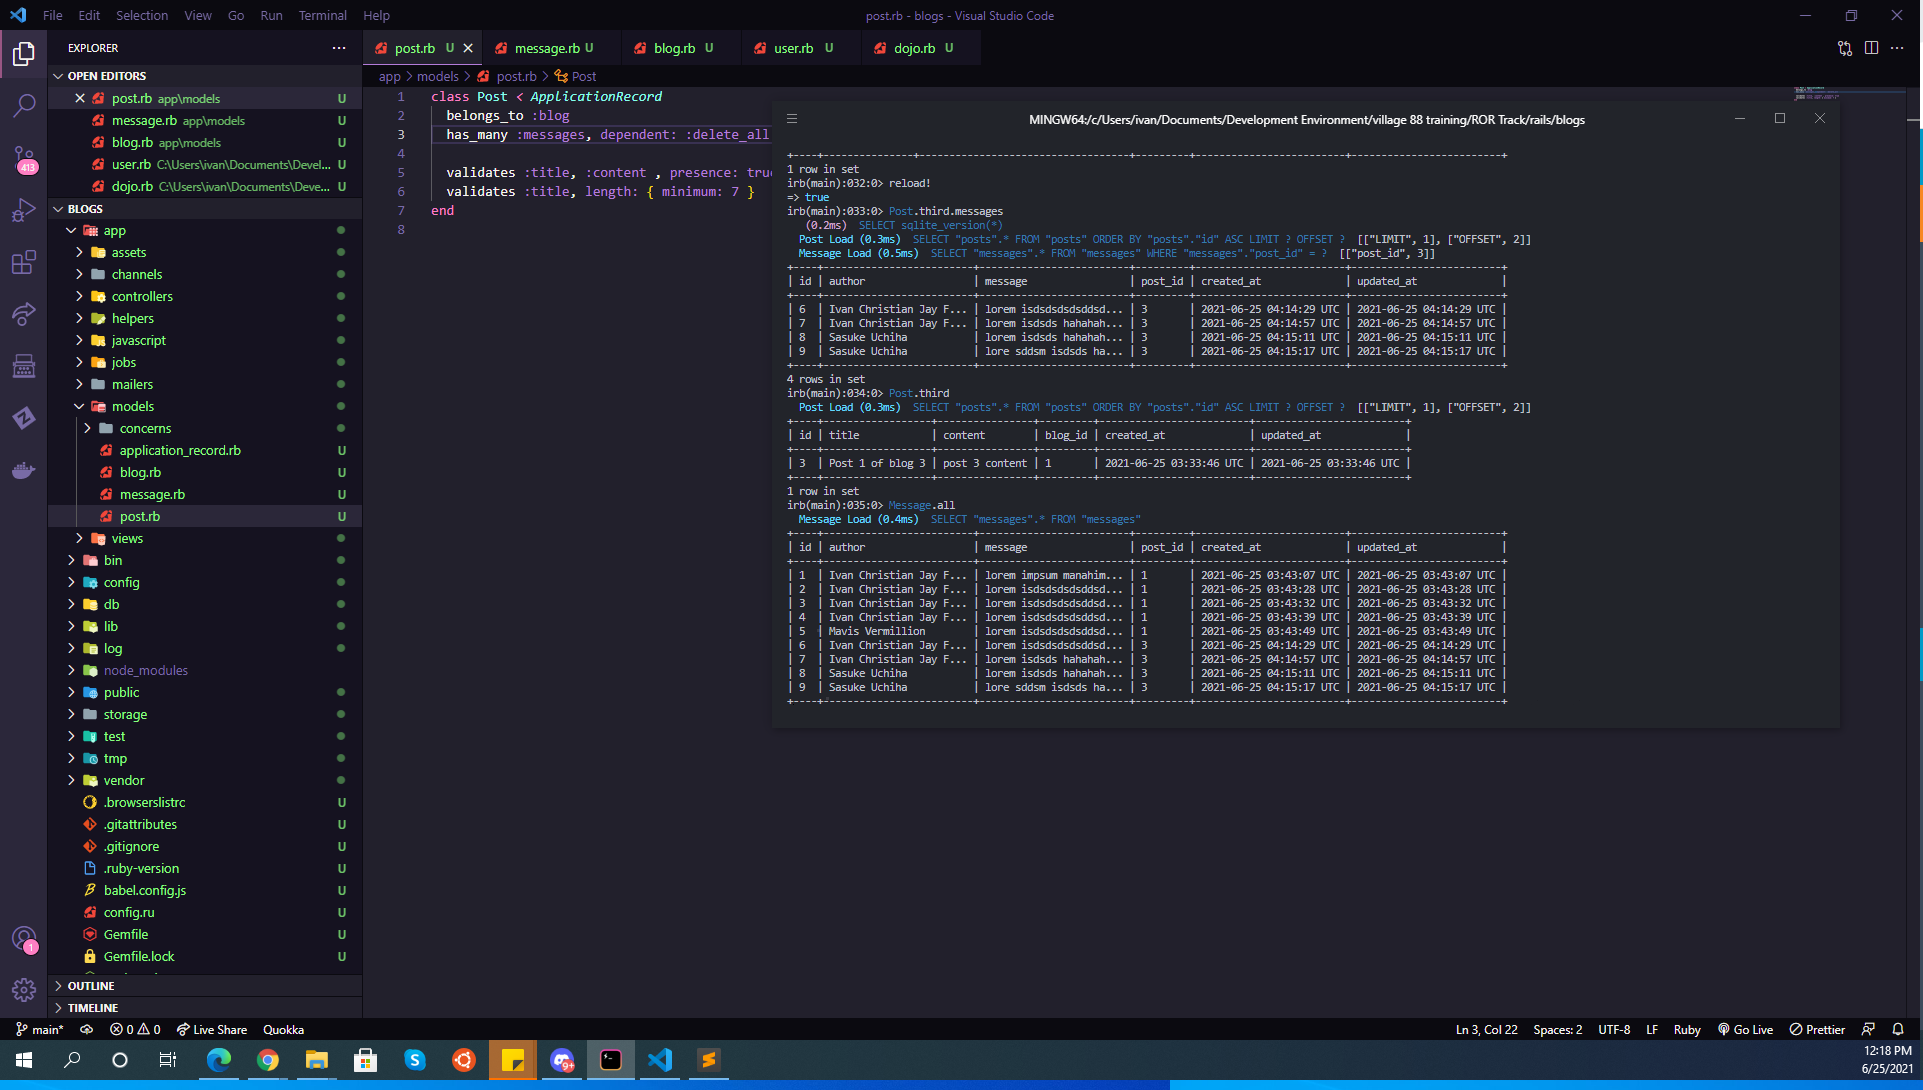 File Edit Selection View Go Run Terminal Help
post.rb - blogs - Visual Studio Code
EXPLORER
OPEN EDITORS
post.rb app\models U
message.rb app\models U
blog.rb app\models U
user.rb C:\Users\ivan\Documents\Devel... U
dojo.rb C:\Users\ivan\Documents\Deve... U
BLOGS
app
assets
channels
controllers
helpers
javascript
jobs
mailers
models
concerns
application_record.rb U
blog.rb U
message.rb U
post.rb U
views
bin
config
db
lib
log
node_modules
public
storage
test
tmp
vendor
.browserslistrc U
.gitattributes U
.gitignore U
.ruby-version U
babel.config.js U
config.ru U
Gemfile U
Gemfile.lock U
OUTLINE
TIMELINE
413
1
post.rb U message.rb U blog.rb U user.rb U dojo.rb U
app > models > post.rb > Post
1 class Post < ApplicationRecord
2 belongs_to :blog
3 has_many :messages, dependent: :delete_all
4
5 validates :title, :content , presence: true
6 validates :title, length: { minimum: 7 }
7 end
8
MINGW64:/c/Users/ivan/Documents/Development Environment/village 88 training/ROR Track/rails/blogs
1 row in set
irb(main):032:0> reload!
=> true
irb(main):033:0> Post.third.messages
(0.2ms) SELECT sqlite_version(*)
Post Load (0.3ms) SELECT "posts".* FROM "posts" ORDER BY "posts"."id" ASC LIMIT ? OFFSET ? [["LIMIT", 1], ["OFFSET", 2]]
Message Load (0.5ms) SELECT "messages".* FROM "messages" WHERE "messages"."post_id" = ? [["post_id", 3]]
| id | author | message | post_id | created_at | updated_at |
| 6 | Ivan Christian Jay F... | lorem isdsdsdsdsddsd... | 3 | 2021-06-25 04:14:29 UTC | 2021-06-25 04:14:29 UTC |
| 7 | Ivan Christian Jay F... | lorem isdsds hahahah... | 3 | 2021-06-25 04:14:57 UTC | 2021-06-25 04:14:57 UTC |
| 8 | Sasuke Uchiha | lorem isdsds hahahah... | 3 | 2021-06-25 04:15:11 UTC | 2021-06-25 04:15:11 UTC |
| 9 | Sasuke Uchiha | lore sddsm isdsds ha... | 3 | 2021-06-25 04:15:17 UTC | 2021-06-25 04:15:17 UTC |
4 rows in set
irb(main):034:0> Post.third
Post Load (0.3ms) SELECT "posts".* FROM "posts" ORDER BY "posts"."id" ASC LIMIT ? OFFSET ? [["LIMIT", 1], ["OFFSET", 2]]
| id | title | content | blog_id | created_at | updated_at |
| 3 | Post 1 of blog 3 | post 3 content | 1 | 2021-06-25 03:33:46 UTC | 2021-06-25 03:33:46 UTC |
1 row in set
irb(main):035:0> Message.all
Message Load (0.4ms) SELECT "messages".* FROM "messages"
| id | author | message | post_id | created_at | updated_at |
| 1 | Ivan Christian Jay F... | lorem impsum manahim... | 1 | 2021-06-25 03:43:07 UTC | 2021-06-25 03:43:07 UTC |
| 2 | Ivan Christian Jay F... | lorem isdsdsdsdsddsd... | 1 | 2021-06-25 03:43:28 UTC | 2021-06-25 03:43:28 UTC |
| 3 | Ivan Christian Jay F... | lorem isdsdsdsdsddsd... | 1 | 2021-06-25 03:43:32 UTC | 2021-06-25 03:43:32 UTC |
| 4 | Ivan Christian Jay F... | lorem isdsdsdsdsddsd... | 1 | 2021-06-25 03:43:39 UTC | 2021-06-25 03:43:39 UTC |
| 5 | Mavis Vermillion | lorem isdsdsdsdsddsd... | 1 | 2021-06-25 03:43:49 UTC | 2021-06-25 03:43:49 UTC |
| 6 | Ivan Christian Jay F... | lorem isdsdsdsdsddsd... | 3 | 2021-06-25 04:14:29 UTC | 2021-06-25 04:14:29 UTC |
| 7 | Ivan Christian Jay F... | lorem isdsds hahahah... | 3 | 2021-06-25 04:14:57 UTC | 2021-06-25 04:14:57 UTC |
| 8 | Sasuke Uchiha | lorem isdsds hahahah... | 3 | 2021-06-25 04:15:11 UTC | 2021-06-25 04:15:11 UTC |
| 9 | Sasuke Uchiha | lore sddsm isdsds ha... | 3 | 2021-06-25 04:15:17 UTC | 2021-06-25 04:15:17 UTC |
main* 0 0 Live Share Quokka Ln 3, Col 22 Spaces: 2 UTF-8 LF Ruby Go Live Prettier
9+
12:18 PM
6/25/2021